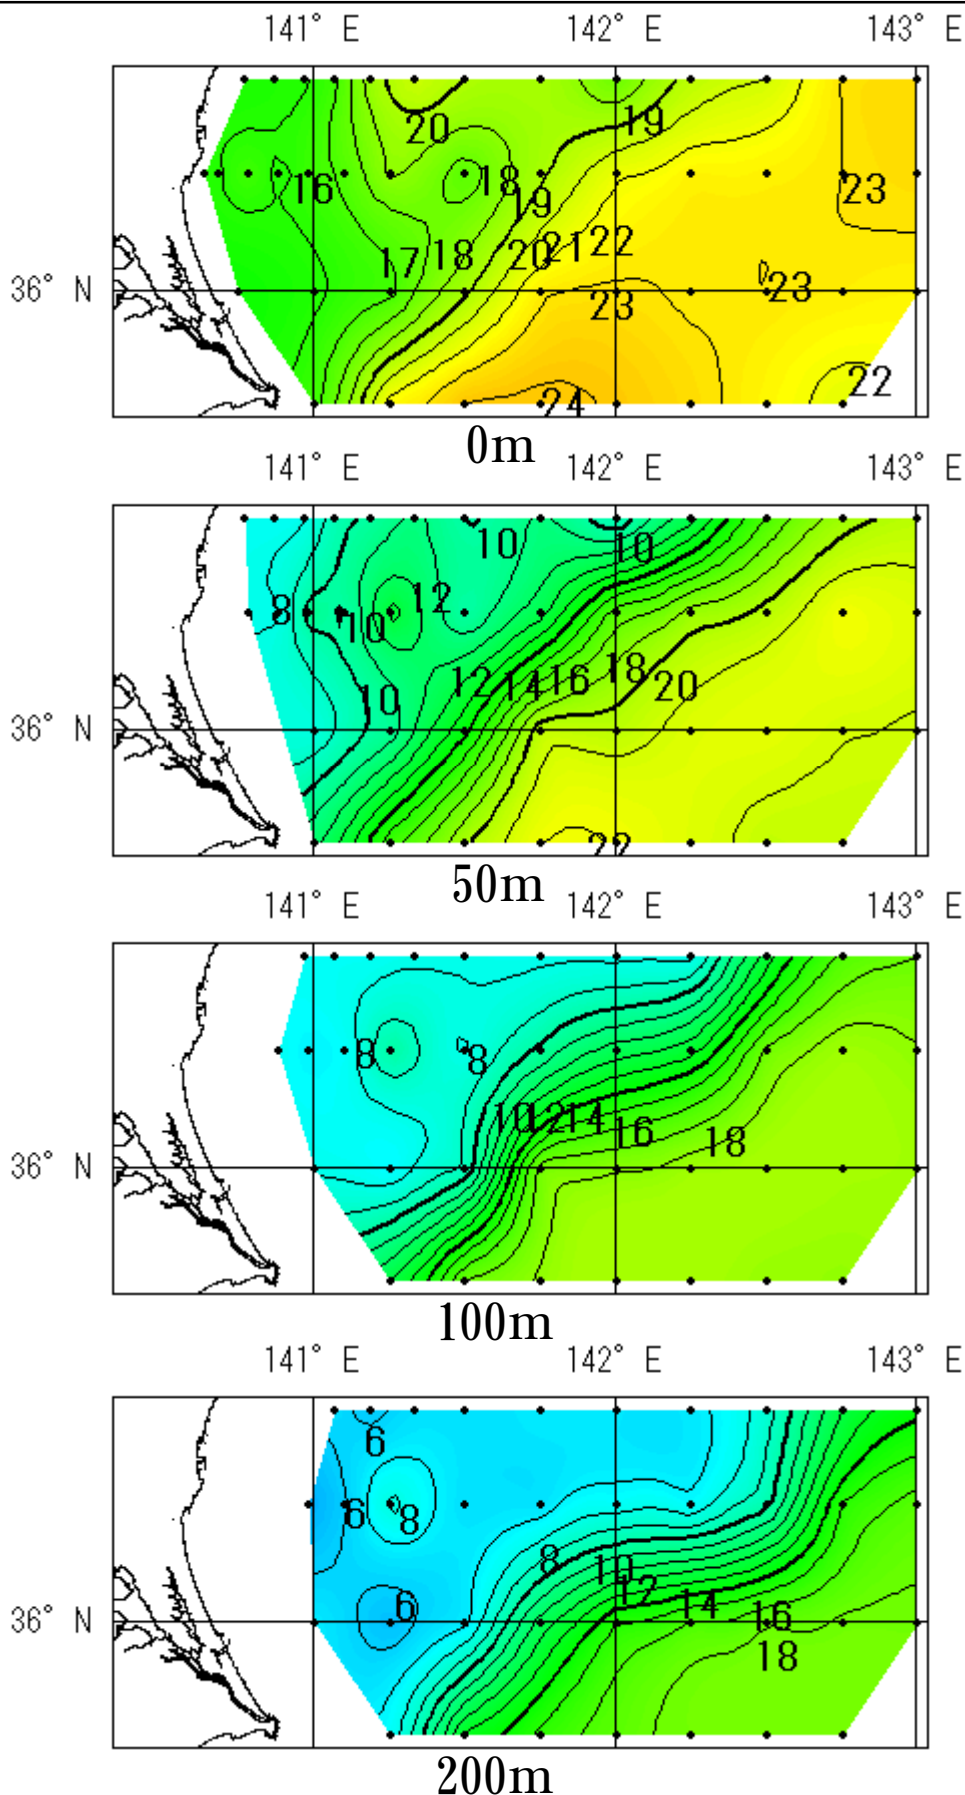 141° E 142° E 143° E
20 19
16 18 23
19
17 18 20 21 22
36° N 23 23
22
24
0m
141° E 142° E 143° E
10 10
8 12
10
12 14 16 18
10 20
36° N
22
50m
141° E 142° E 143° E
8 8
10 12 14 16 18
36° N
100m
141° E 142° E 143° E
6
6 8
8 10
12
6 14 16
36° N
18
200m